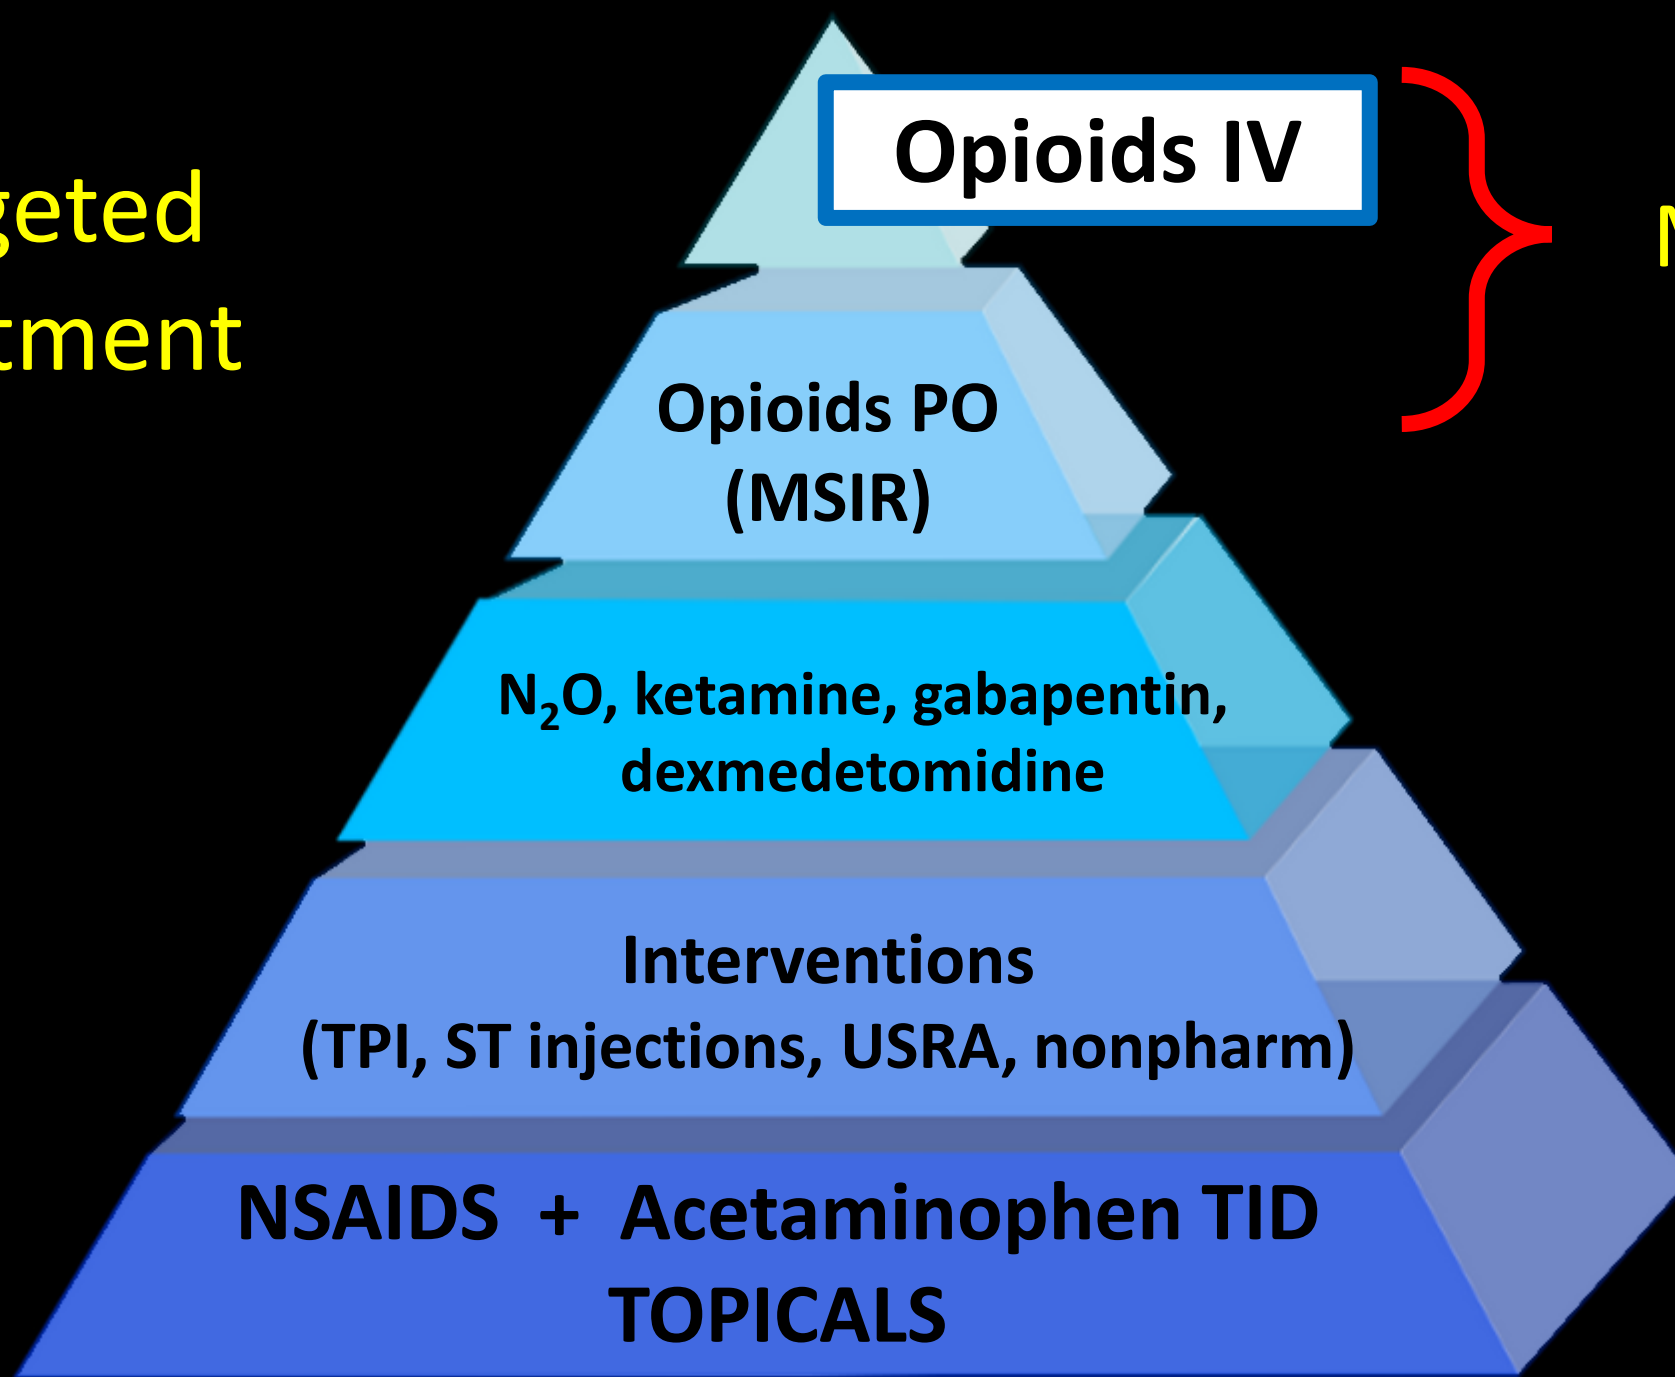 Opioids IV
geted
tment
Opioids PO
(MSIR)
N₂O, ketamine, gabapentin,
dexmedetomidine
Interventions
(TPI, ST injections, USRA, nonpharm)
NSAIDS + Acetaminophen TID
TOPICALS